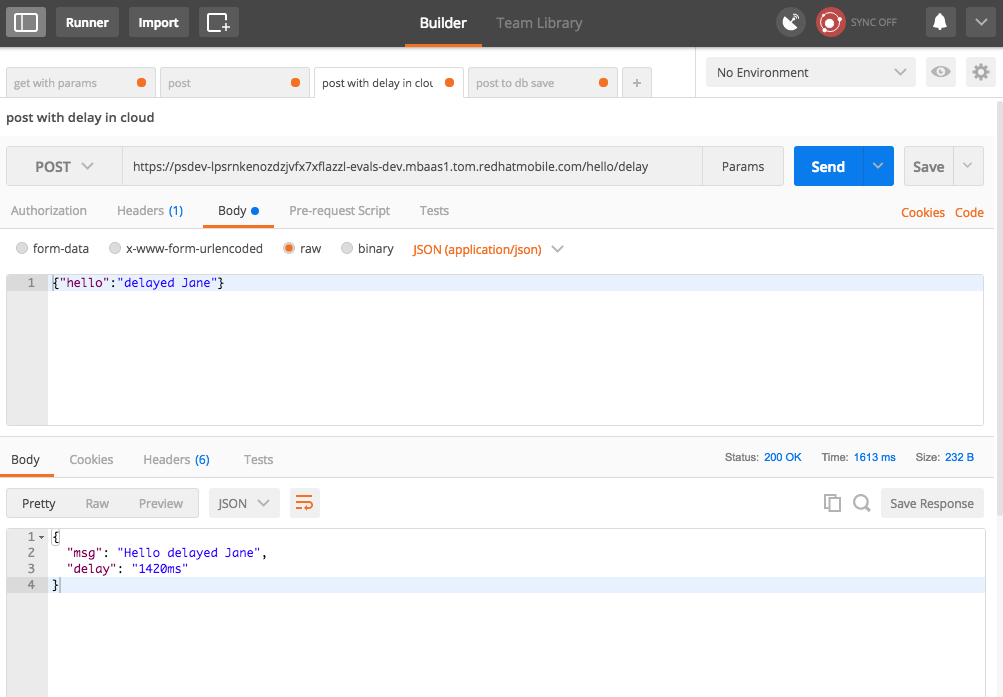 Runner Import Builder Team Library SYNC OFF
get with params post post with delay in clou post to db save + No Environment
post with delay in cloud
POST https://psdev-lpsrnkenozdzjvfx7xflazzl-evals-dev.mbaas1.tom.redhatmobile.com/hello/delay Params Send Save
Authorization Headers (1) Body Pre-request Script Tests Cookies Code
form-data x-www-form-urlencoded raw binary JSON (application/json)
1 {"hello":"delayed Jane"}
Body Cookies Headers (6) Tests Status: 200 OK Time: 1613 ms Size: 232 B
Pretty Raw Preview JSON Save Response
1 {
2 "msg": "Hello delayed Jane",
3 "delay": "1420ms"
4 }